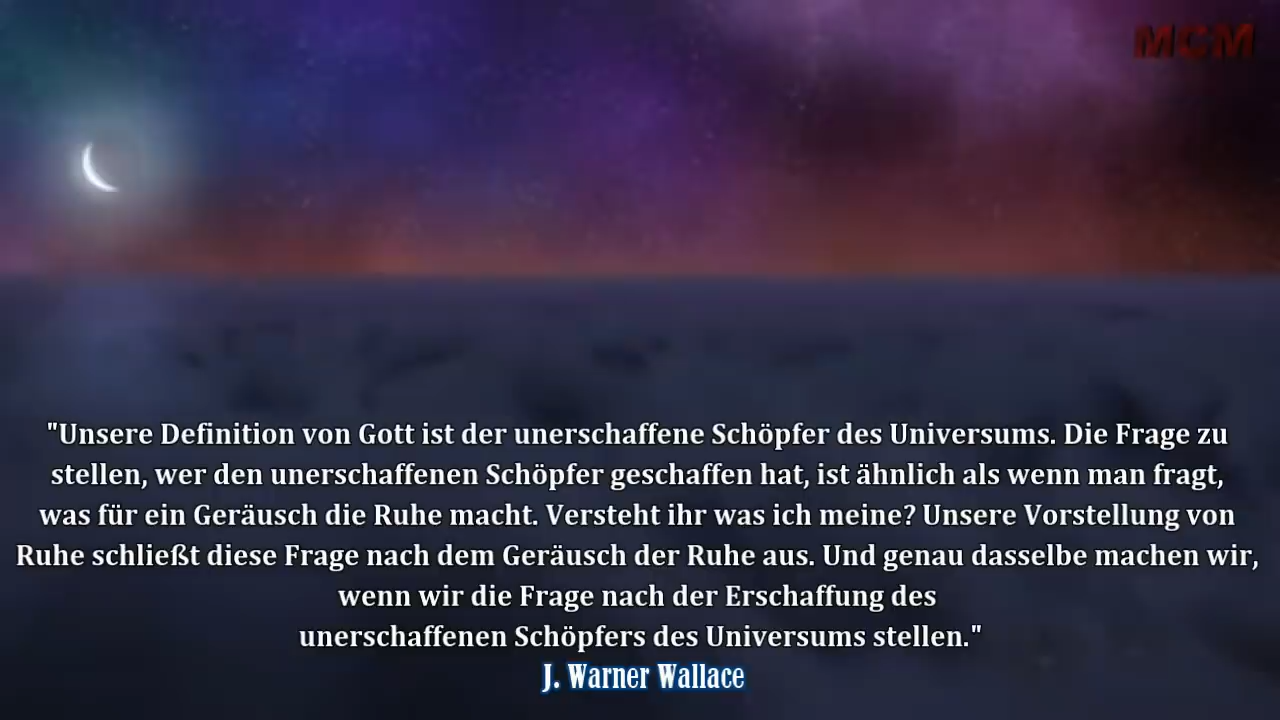 MCM
"Unsere Definition von Gott ist der unerschaffene Schöpfer des Universums. Die Frage zu
stellen, wer den unerschaffenen Schöpfer geschaffen hat, ist ähnlich als wenn man fragt,
was für ein Geräusch die Ruhe macht. Versteht ihr was ich meine? Unsere Vorstellung von
Ruhe schließt diese Frage nach dem Geräusch der Ruhe aus. Und genau dasselbe machen wir,
wenn wir die Frage nach der Erschaffung des
unerschaffenen Schöpfers des Universums stellen."
J. Warner Wallace